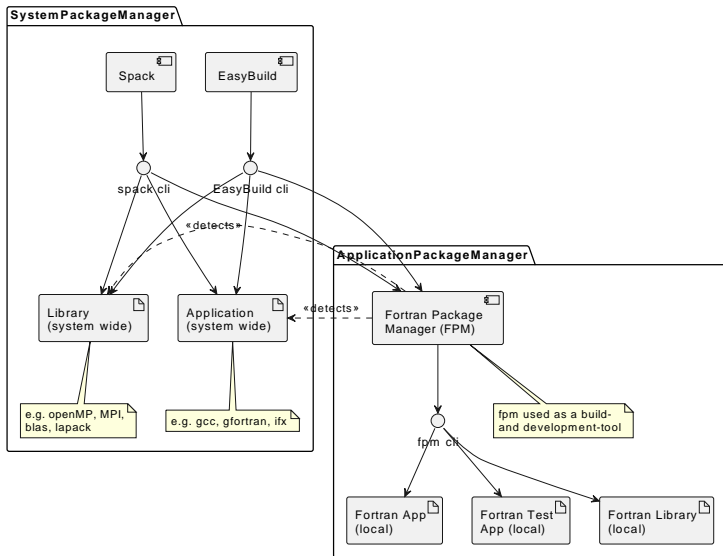 SystemPackageManager
Spack
EasyBuild
spack cli
EasyBuild cli
«detects»
ApplicationPackageManager
Library
(system wide)
Application
(system wide)
«detects»
Fortran Package
Manager (FPM)
e.g. openMP, MPI,
blas, lapack
e.g. gcc, gfortran, ifx
fpm used as a build-
and development-tool
fpm cli
Fortran App
(local)
Fortran Test
App (local)
Fortran Library
(local)